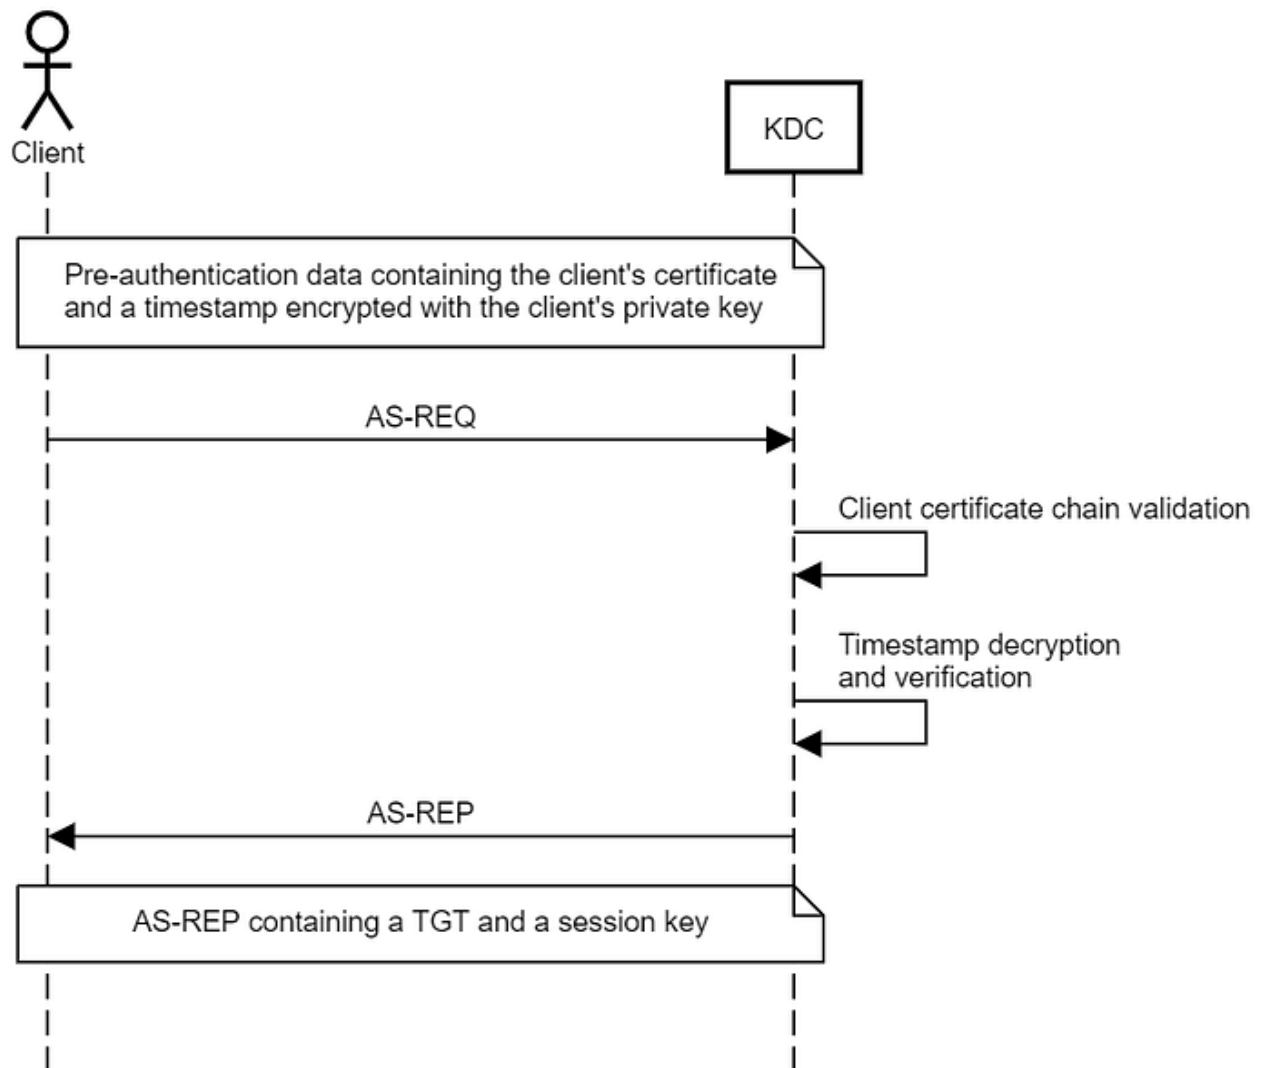 Client
KDC
Pre-authentication data containing the client's certificate
and a timestamp encrypted with the client's private key
AS-REQ
Client certificate chain validation
Timestamp decryption
and verification
AS-REP
AS-REP containing a TGT and a session key